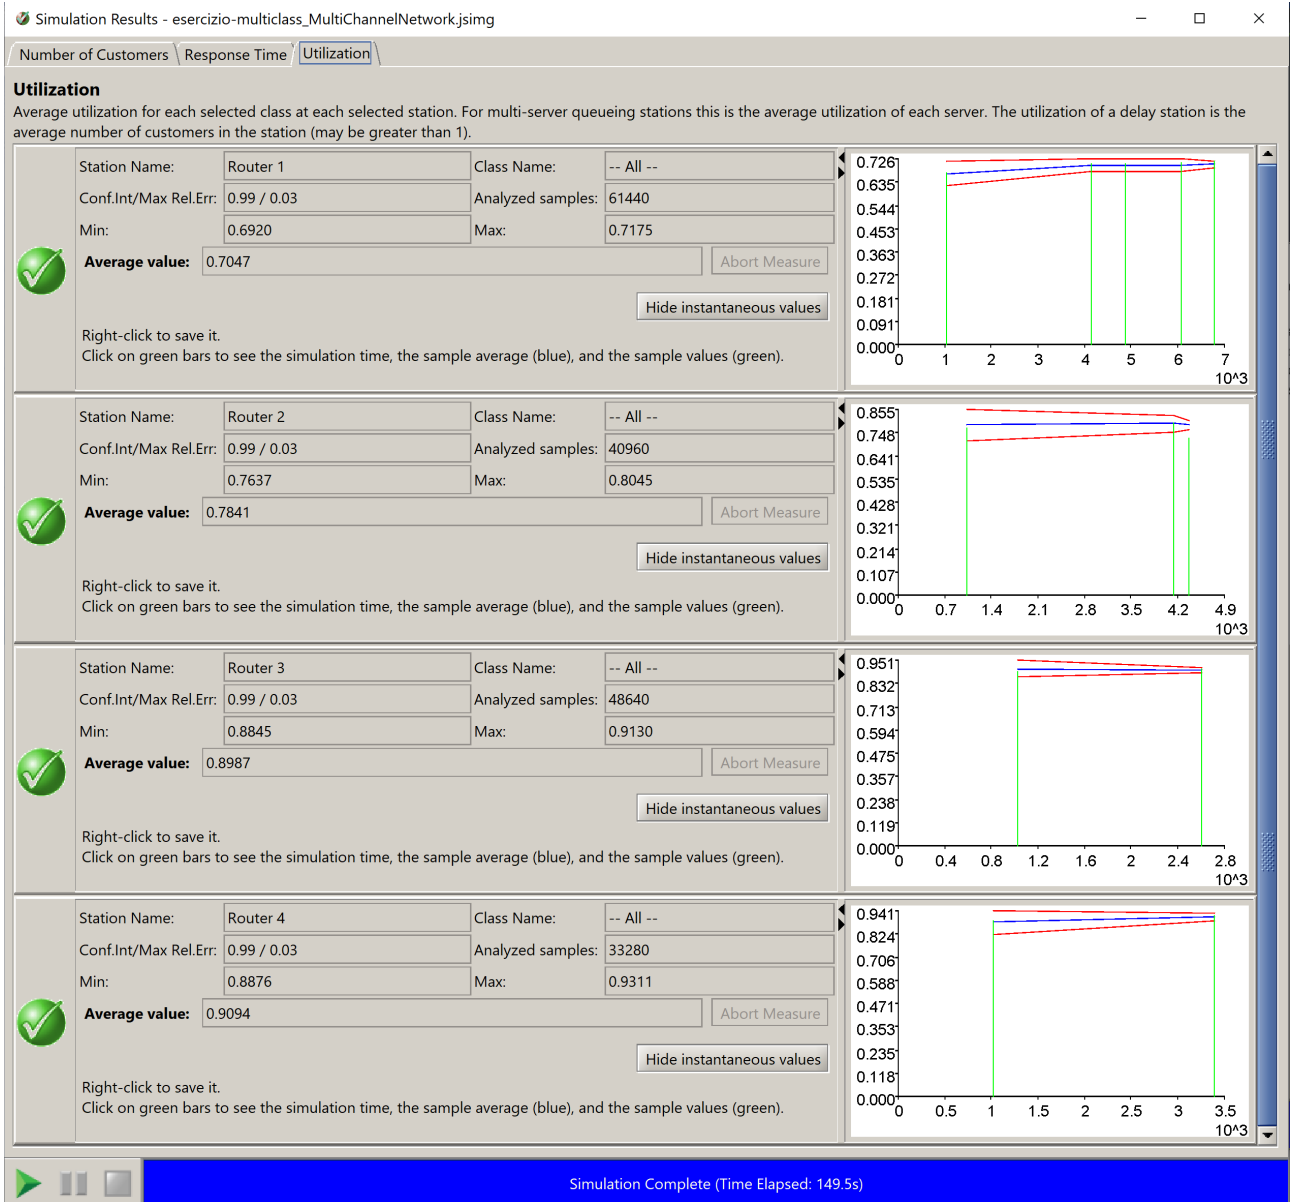 Simulation Results - esercizio-multiclass_MultiChannelNetwork.jsimg
Number of Customers Response Time Utilization
Utilization
Average utilization for each selected class at each selected station. For multi-server queueing stations this is the average utilization of each server. The utilization of a delay station is the
average number of customers in the station (may be greater than 1).
Station Name: Router 1 Class Name: -- All --
Conf.Int/Max Rel.Err: 0.99 / 0.03 Analyzed samples: 61440
Min: 0.6920 Max: 0.7175
Average value: 0.7047 Abort Measure
Hide instantaneous values
Right-click to save it.
Click on green bars to see the simulation time, the sample average (blue), and the sample values (green).
0.726
0.635
0.544
0.453
0.363
0.272
0.181
0.091
0.000
0 1 2 3 4 5 6 7
10^3
Station Name: Router 2 Class Name: -- All --
Conf.Int/Max Rel.Err: 0.99 / 0.03 Analyzed samples: 40960
Min: 0.7637 Max: 0.8045
Average value: 0.7841 Abort Measure
Hide instantaneous values
Right-click to save it.
Click on green bars to see the simulation time, the sample average (blue), and the sample values (green).
0.855
0.748
0.641
0.535
0.428
0.321
0.214
0.107
0.000
0 0.7 1.4 2.1 2.8 3.5 4.2 4.9
10^3
Station Name: Router 3 Class Name: -- All --
Conf.Int/Max Rel.Err: 0.99 / 0.03 Analyzed samples: 48640
Min: 0.8845 Max: 0.9130
Average value: 0.8987 Abort Measure
Hide instantaneous values
Right-click to save it.
Click on green bars to see the simulation time, the sample average (blue), and the sample values (green).
0.951
0.832
0.713
0.594
0.475
0.357
0.238
0.119
0.000
0 0.4 0.8 1.2 1.6 2 2.4 2.8
10^3
Station Name: Router 4 Class Name: -- All --
Conf.Int/Max Rel.Err: 0.99 / 0.03 Analyzed samples: 33280
Min: 0.8876 Max: 0.9311
Average value: 0.9094 Abort Measure
Hide instantaneous values
Right-click to save it.
Click on green bars to see the simulation time, the sample average (blue), and the sample values (green).
0.941
0.824
0.706
0.588
0.471
0.353
0.235
0.118
0.000
0 0.5 1 1.5 2 2.5 3 3.5
10^3
Simulation Complete (Time Elapsed: 149.5s)